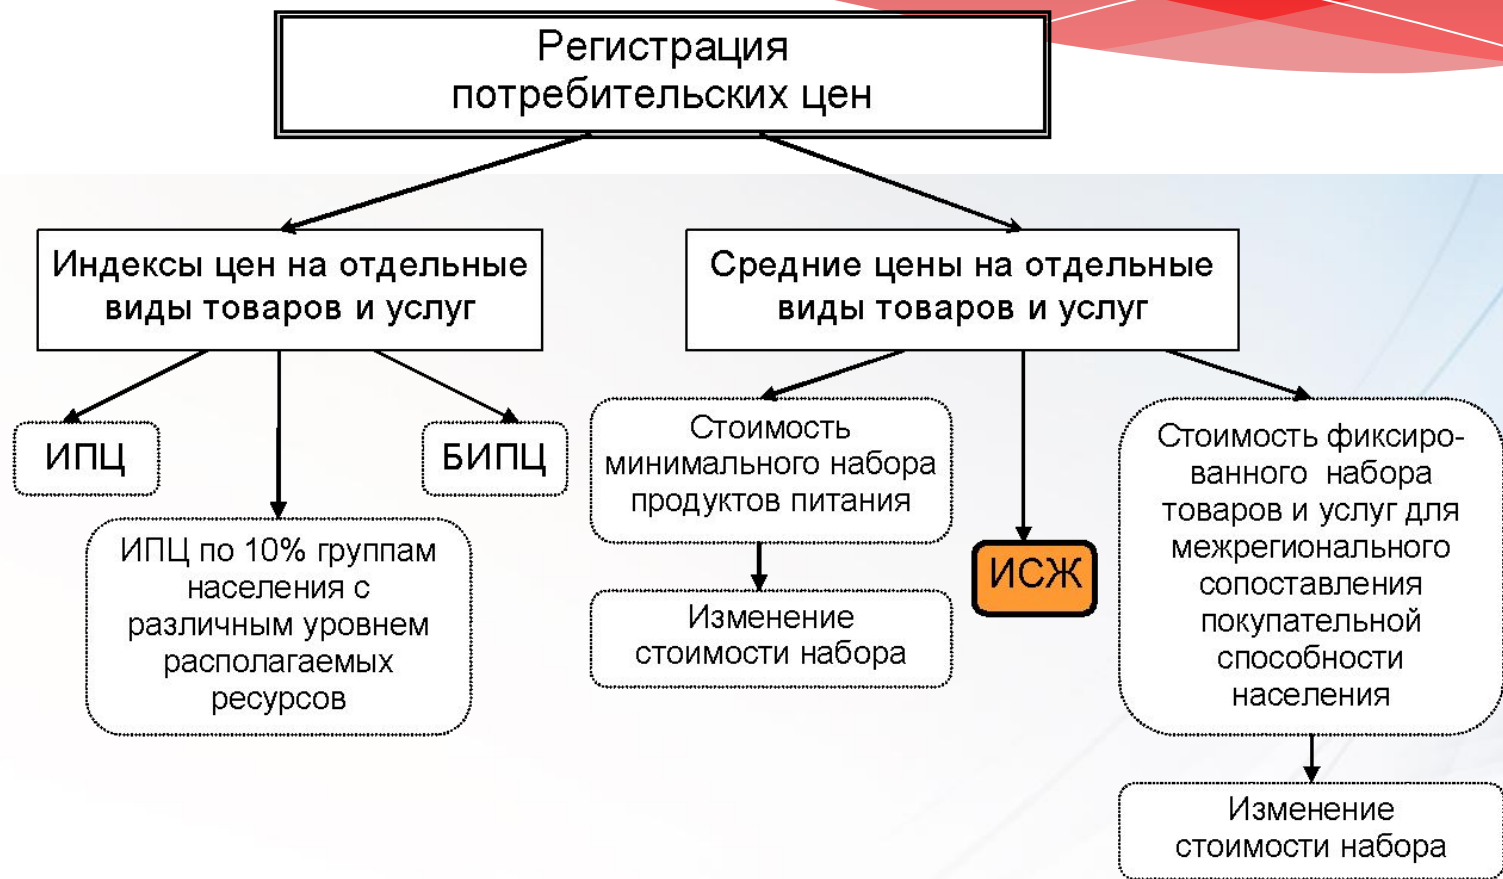 Регистрация
потребительских цен
Индексы цен на отдельные
виды товаров и услуг
Средние цены на отдельные
виды товаров и услуг
ИПЦ
БИПЦ
ИПЦ по 10% группам
населения с
различным уровнем
располагаемых
ресурсов
Стоимость
минимального набора
продуктов питания
Изменение
стоимости набора
ИСЖ
Стоимость фиксиро-
ванного набора
товаров и услуг для
межрегионального
сопоставления
покупательной
способности
населения
Изменение
стоимости набора